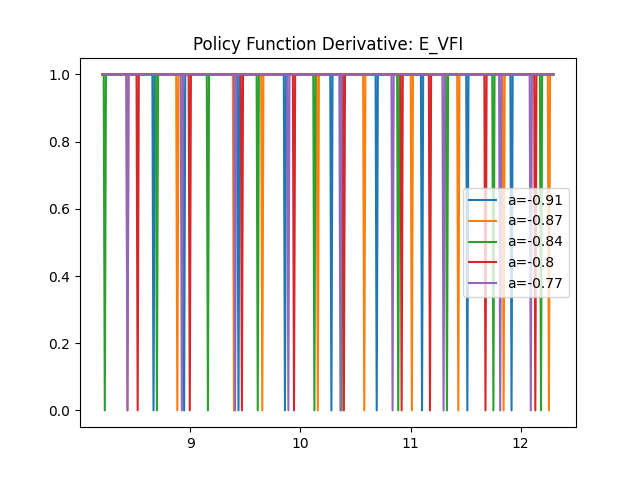 Policy Function Derivative: E_VFI
1.0
0.8
0.6
0.4
0.2
0.0
a=-0.91
a=-0.87
a=-0.84
a=-0.8
a=-0.77
9
10
11
12